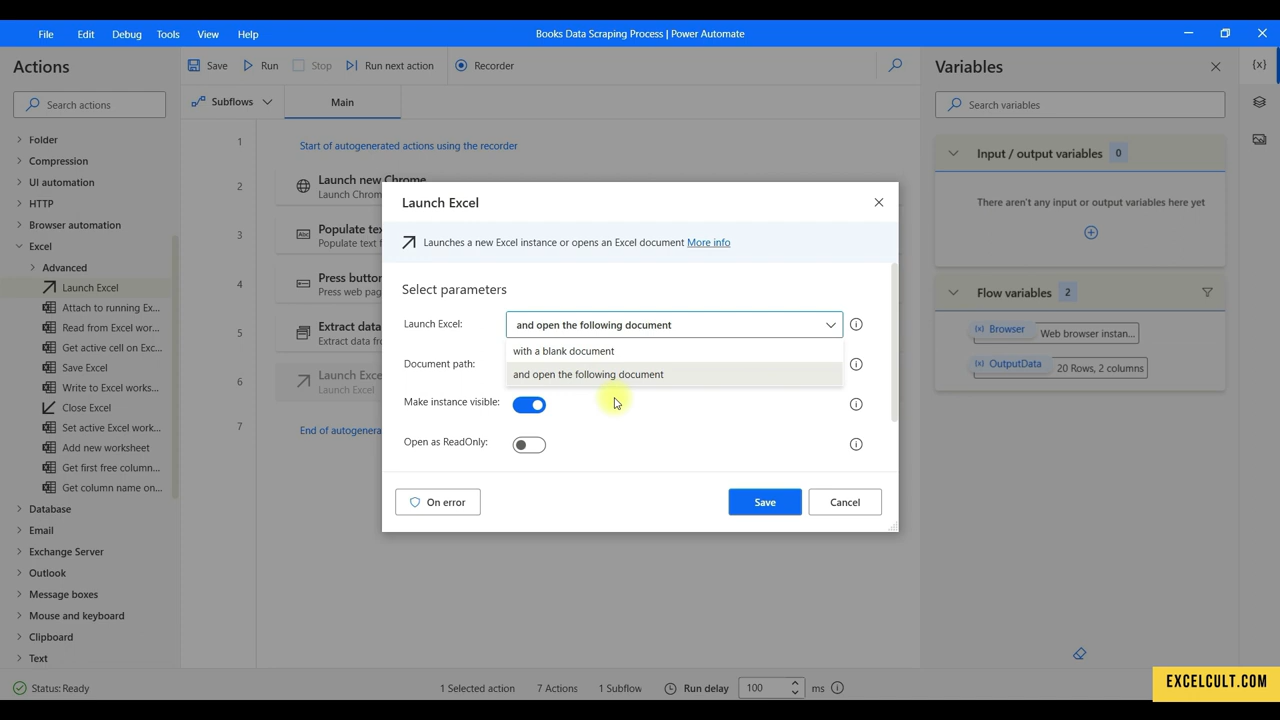 File Edit Debug Tools View Help
Books Data Scraping Process | Power Automate
Actions
Search actions
Folder
Compression
UI automation
HTTP
Browser automation
Excel
Advanced
Launch Excel
Attach to running Ex...
Read from Excel wor...
Get active cell on Exc...
Save Excel
Write to Excel works...
Close Excel
Set active Excel work...
Add new worksheet
Get first free column...
Get column name on...
Database
Email
Exchange Server
Outlook
Message boxes
Mouse and keyboard
Clipboard
Text
Save Run Stop Run next action Recorder
Subflows Main
1 Start of autogenerated actions using the recorder
2 Launch new Chrome
Launch Chrom
3 Populate text
Populate text f
4 Press button
Press web pag
5 Extract data
Extract data fr
6 Launch Exce
Launch Excel
7 End of autogenera
Launch Excel
Launches a new Excel instance or opens an Excel document More info
Select parameters
Launch Excel: and open the following document
with a blank document
and open the following document
Document path:
Make instance visible:
Open as ReadOnly:
On error Save Cancel
Variables
{x}
Search variables
Input / output variables 0
There aren't any input or output variables here yet
Flow variables 2
{x} Browser Web browser instan...
{x} OutputData 20 Rows, 2 columns
Status: Ready 1 Selected action 7 Actions 1 Subflow Run delay 100 ms
EXCELCULT.COM